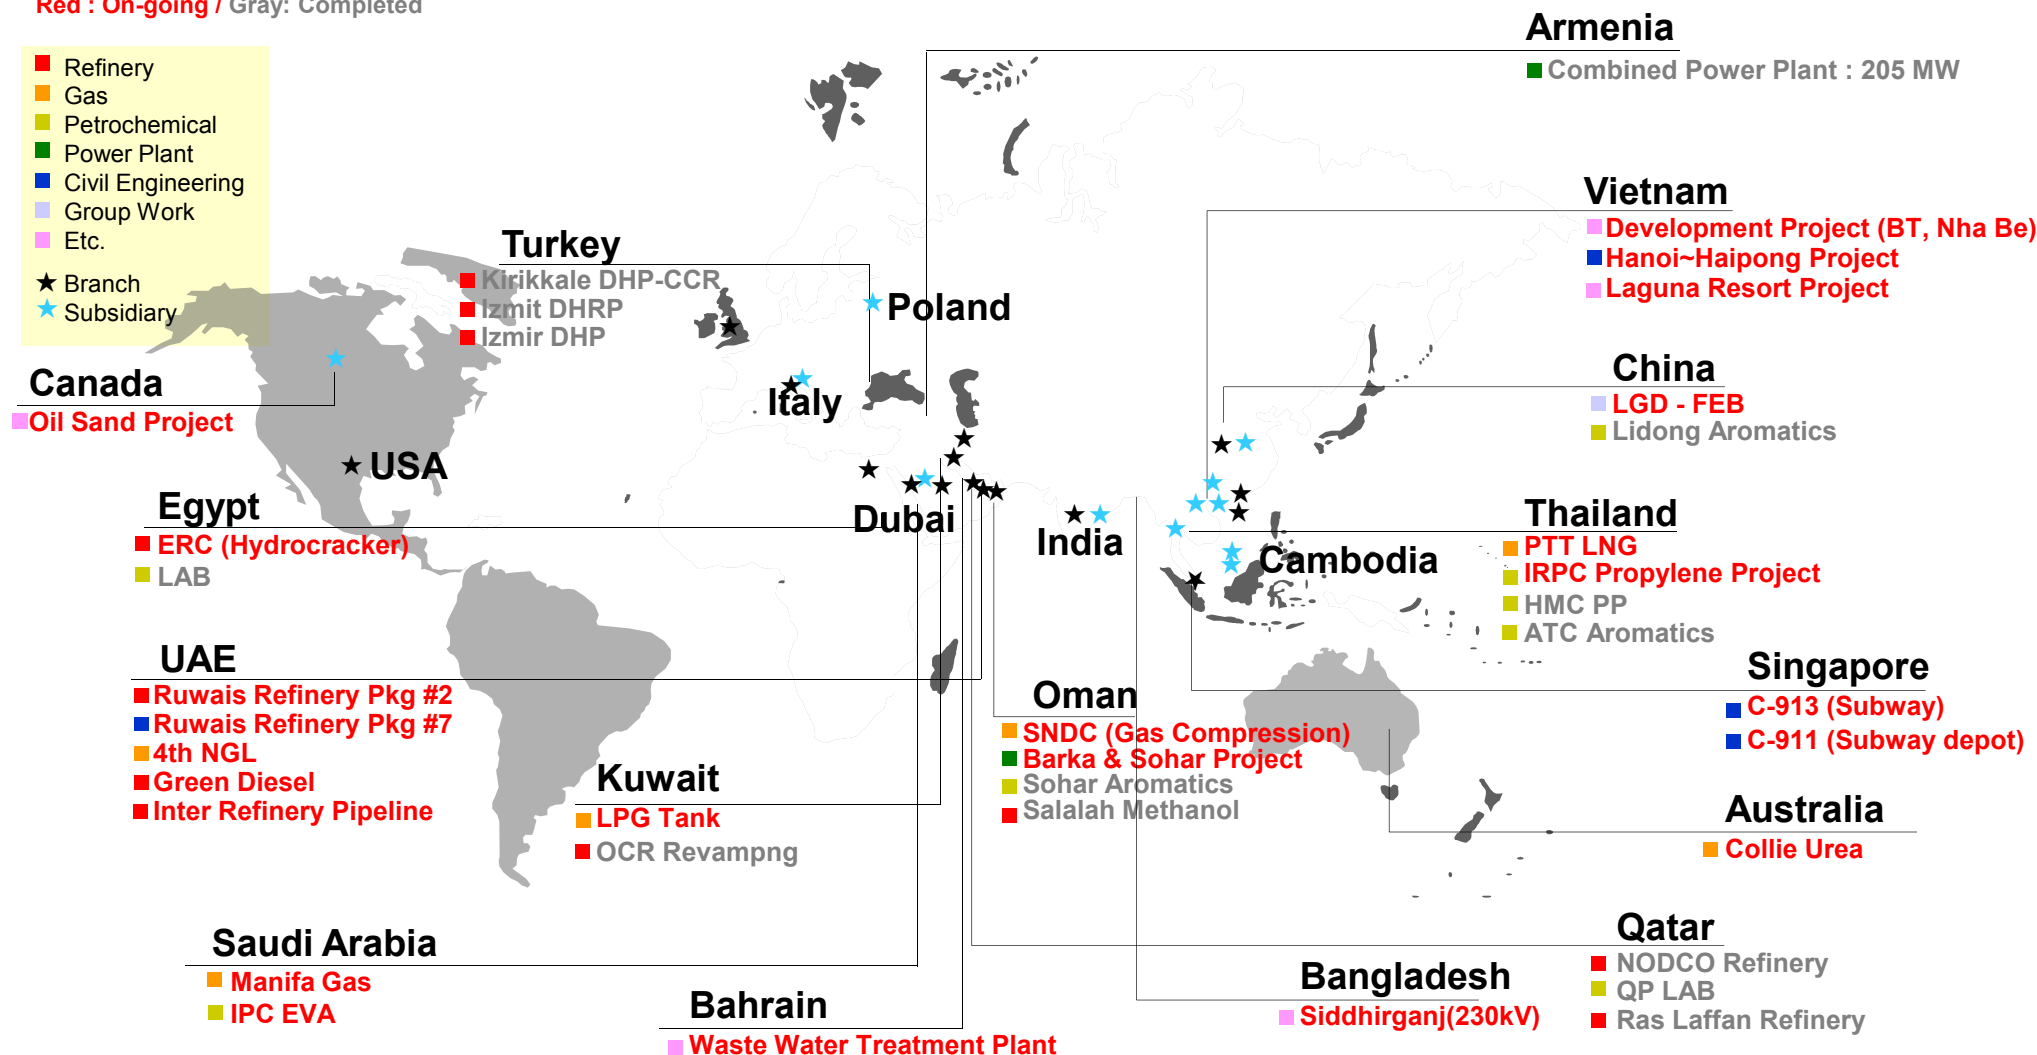 Red : On-going / Gray: Completed
Refinery
Gas
Petrochemical
Power Plant
Civil Engineering
Group Work
Etc.
Branch
Subsidiary
Armenia
Combined Power Plant : 205 MW
Vietnam
Development Project (BT, Nha Be)
Hanoi~Haipong Project
Laguna Resort Project
Turkey
Kirikkale DHP-CCR
Izmit DHRP
Izmir DHP
Poland
China
LGD - FEB
Lidong Aromatics
Canada
Oil Sand Project
Italy
USA
Egypt
ERC (Hydrocracker)
LAB
Dubai
India
Cambodia
Thailand
PTT LNG
IRPC Propylene Project
HMC PP
ATC Aromatics
UAE
Ruwais Refinery Pkg #2
Ruwais Refinery Pkg #7
4th NGL
Green Diesel
Inter Refinery Pipeline
Singapore
C-913 (Subway)
C-911 (Subway depot)
Oman
SNDC (Gas Compression)
Barka & Sohar Project
Sohar Aromatics
Salalah Methanol
Kuwait
LPG Tank
OCR Revampng
Australia
Collie Urea
Saudi Arabia
Manifa Gas
IPC EVA
Bahrain
Waste Water Treatment Plant
Bangladesh
Siddhirganj(230kV)
Qatar
NODCO Refinery
QP LAB
Ras Laffan Refinery